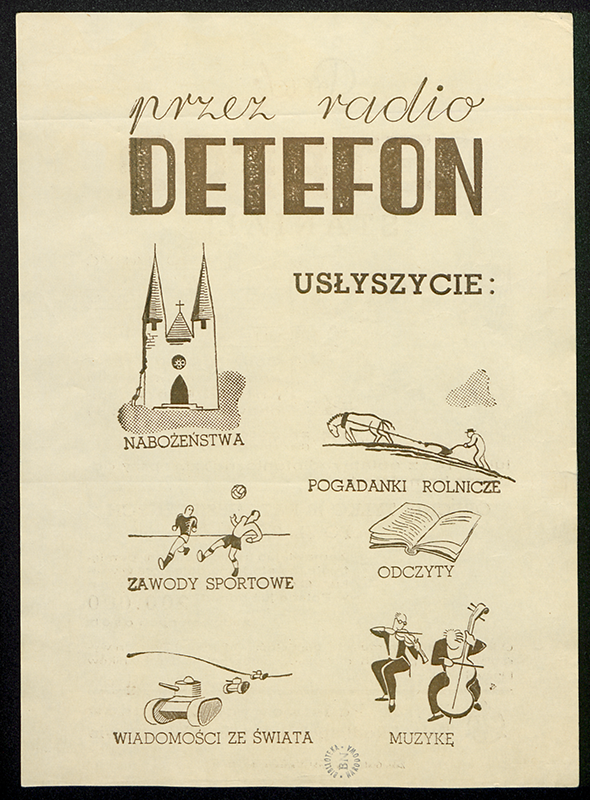 przez radio
DETEFON
USŁYSZYCIE:
NABOŻEŃSTWA
POGADANKI ROLNICZE
ZAWODY SPORTOWE
ODCZYTY
WIADOMOŚCI ZE ŚWIATA
MUZYKĘ
BIBLIOTEKA NARODOWA
BN